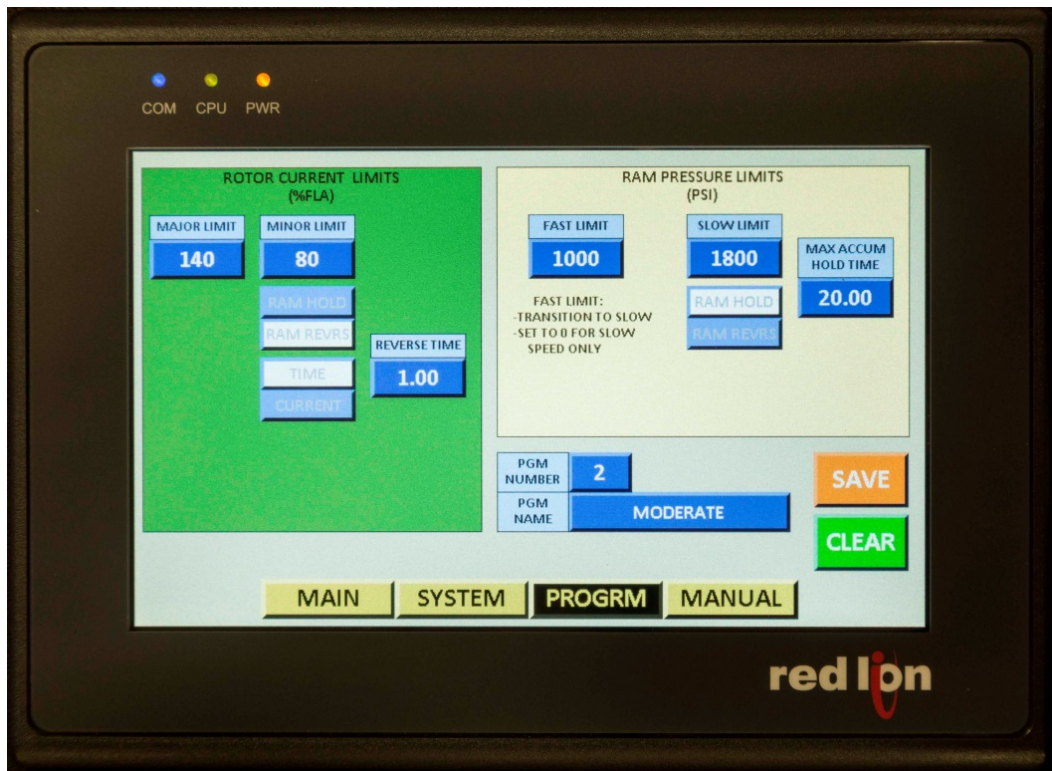 COM CPU PWR
ROTOR CURRENT LIMITS
(%FLA)
MAJOR LIMIT
140
MINOR LIMIT
80
RAM HOLD
RAM REVRS
TIME
CURRENT
REVERSE TIME
1.00
RAM PRESSURE LIMITS
(PSI)
FAST LIMIT
1000
FAST LIMIT:
-TRANSITION TO SLOW
-SET TO 0 FOR SLOW
SPEED ONLY
SLOW LIMIT
1800
RAM HOLD
RAM REVRS
MAX ACCUM
HOLD TIME
20.00
PGM
NUMBER
2
PGM
NAME
MODERATE
SAVE
CLEAR
MAIN SYSTEM PROGRM MANUAL
red lion